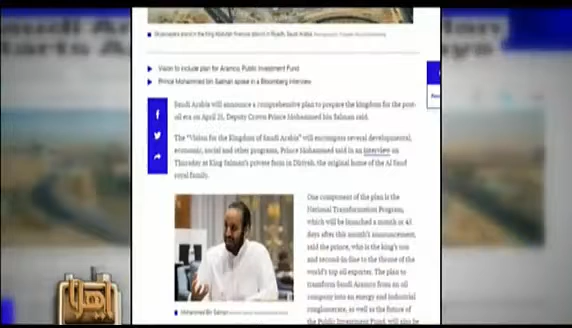 Skyscrapers stand in the King Abdullah financial district in Riyadh, Saudi Arabia.
Vision to include plan for Aramco, Public Investment Fund
Prince Mohammed bin Salman spoke in a Bloomberg interview
Saudi Arabia will announce a comprehensive plan to prepare the kingdom for the post-
oil era on April 25, Deputy Crown Prince Mohammed bin Salman said.
The "Vision for the Kingdom of Saudi Arabia" will encompass several developmental,
economic, social and other programs, Prince Mohammed said in an interview on
Thursday at King Salman's private farm in Diriyah, the original home of the Al Saud
royal family.
One component of the plan is the
National Transformation Program,
which will be launched a month or 45
days after this month's announcement,
said the prince, who is the king's son
and second-in-line to the throne of the
world's top oil exporter. The plan to
transform Saudi Aramco from an oil
company into an energy and industrial
conglomerate, as well as the future
of the Public Investment Fund, will also be
Mohammed Bin Salman